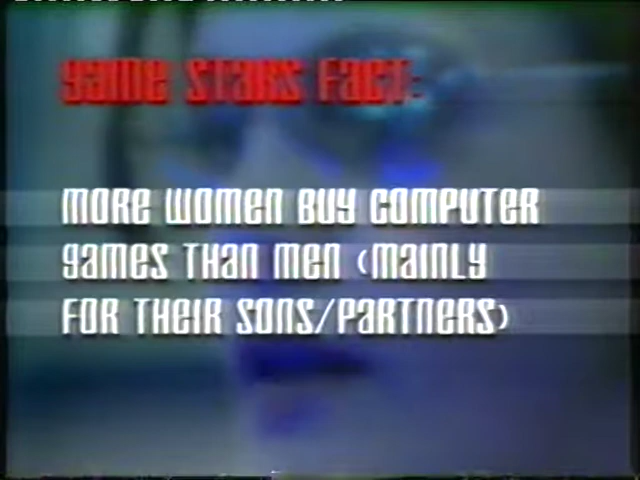 game stars fact:
more women buy computer
games than men (mainly
for their sons/partners)